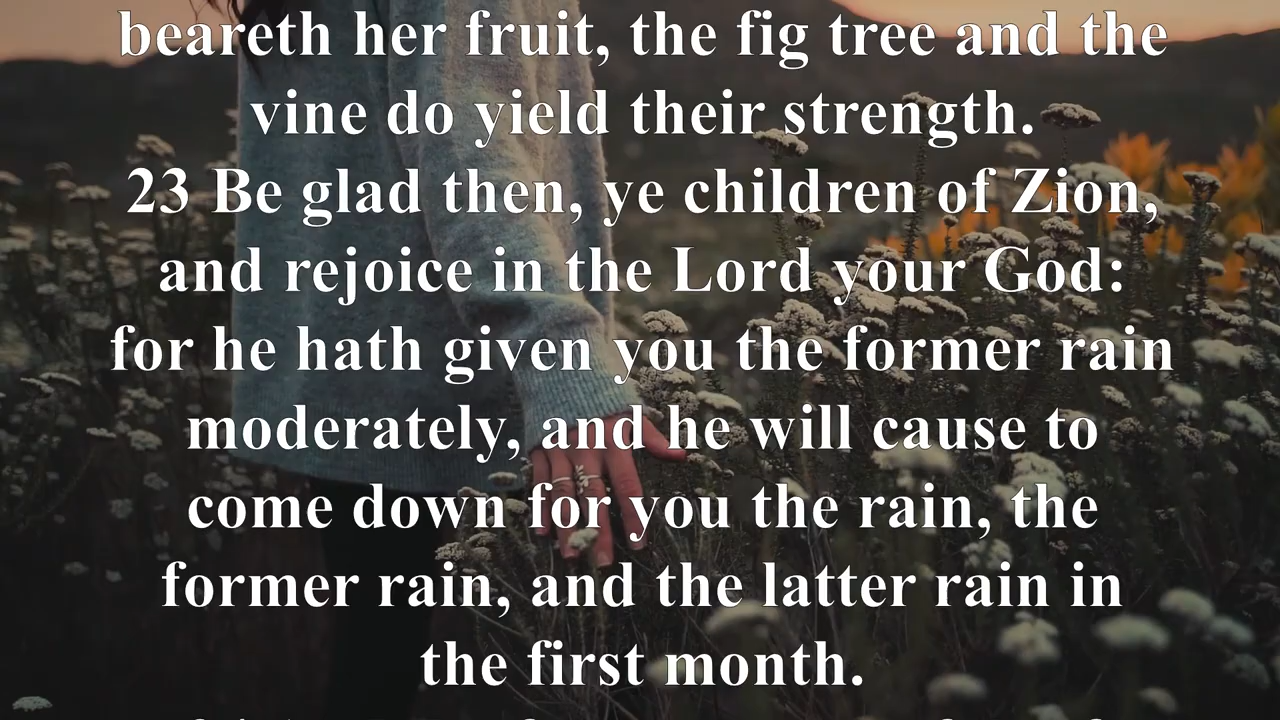 beareth her fruit, the fig tree and the
vine do yield their strength.
23 Be glad then, ye children of Zion,
and rejoice in the Lord your God:
for he hath given you the former rain
moderately, and he will cause to
come down for you the rain, the
former rain, and the latter rain in
the first month.